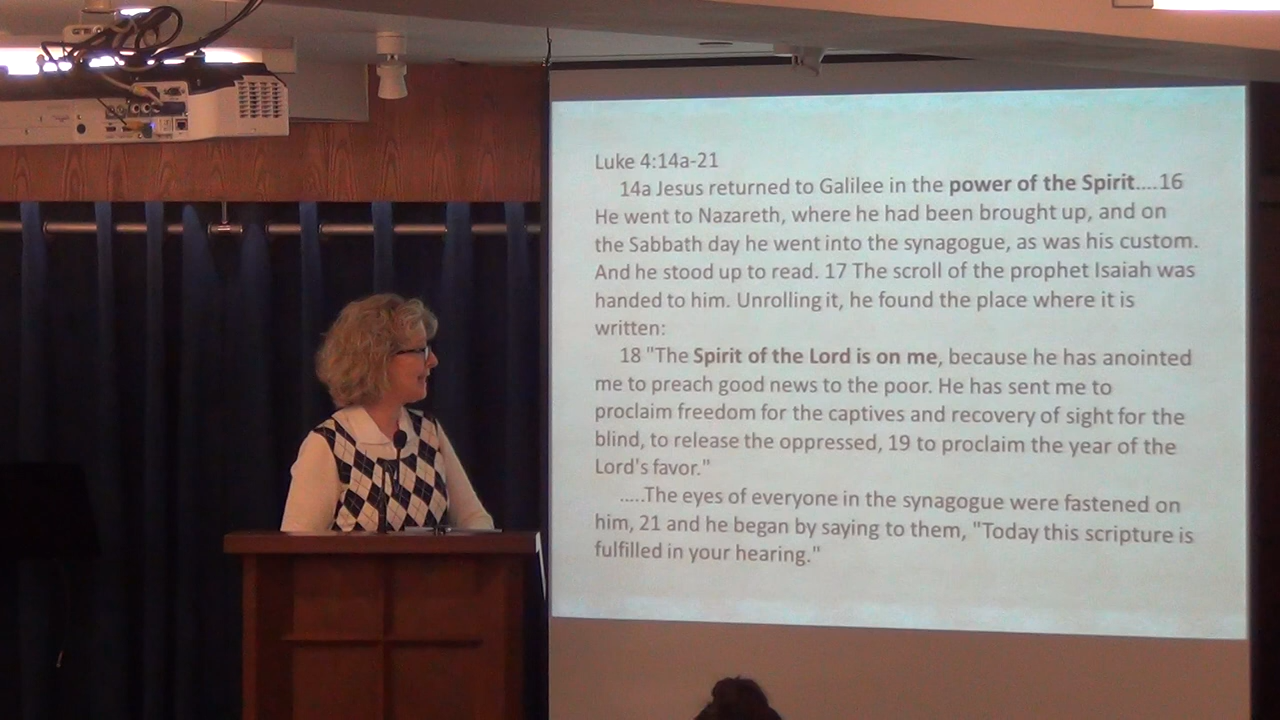 Luke 4:14a-21
14a Jesus returned to Galilee in the power of the Spirit....16
He went to Nazareth, where he had been brought up, and on
the Sabbath day he went into the synagogue, as was his custom.
And he stood up to read. 17 The scroll of the prophet Isaiah was
handed to him. Unrolling it, he found the place where it is
written:
18 "The Spirit of the Lord is on me, because he has anointed
me to preach good news to the poor. He has sent me to
proclaim freedom for the captives and recovery of sight for the
blind, to release the oppressed, 19 to proclaim the year of the
Lord's favor."
.....The eyes of everyone in the synagogue were fastened on
him, 21 and he began by saying to them, "Today this scripture is
fulfilled in your hearing."